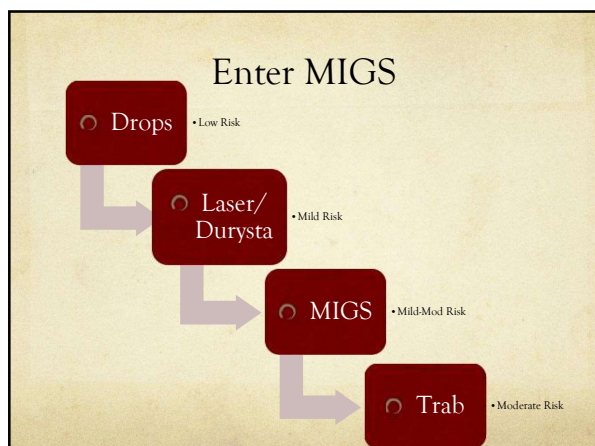 Enter MIGS
Drops
• Low Risk
Laser/
Durysta
• Mild Risk
MIGS
• Mild-Mod Risk
Trab
• Moderate Risk